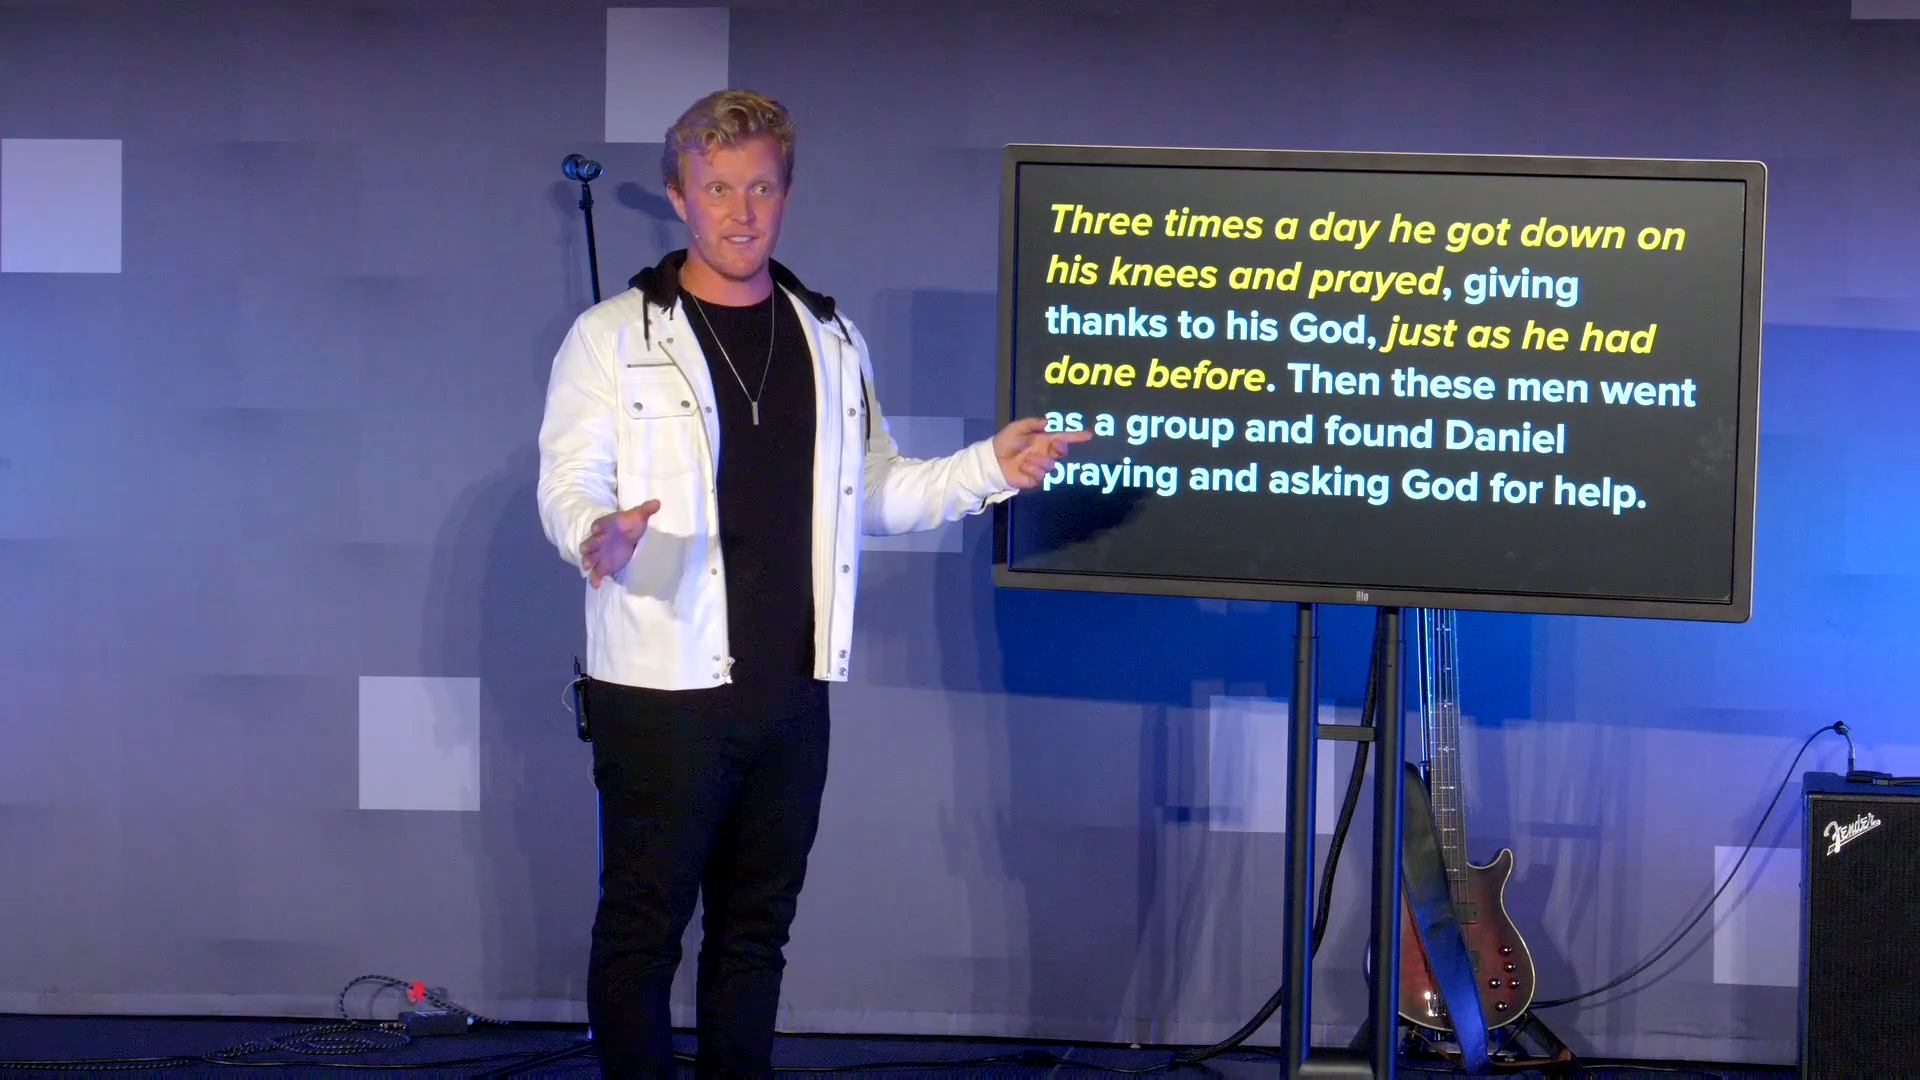 Three times a day he got down on
his knees and prayed, giving
thanks to his God, just as he had
done before. Then these men went
as a group and found Daniel
praying and asking God for help.
elo
Fender